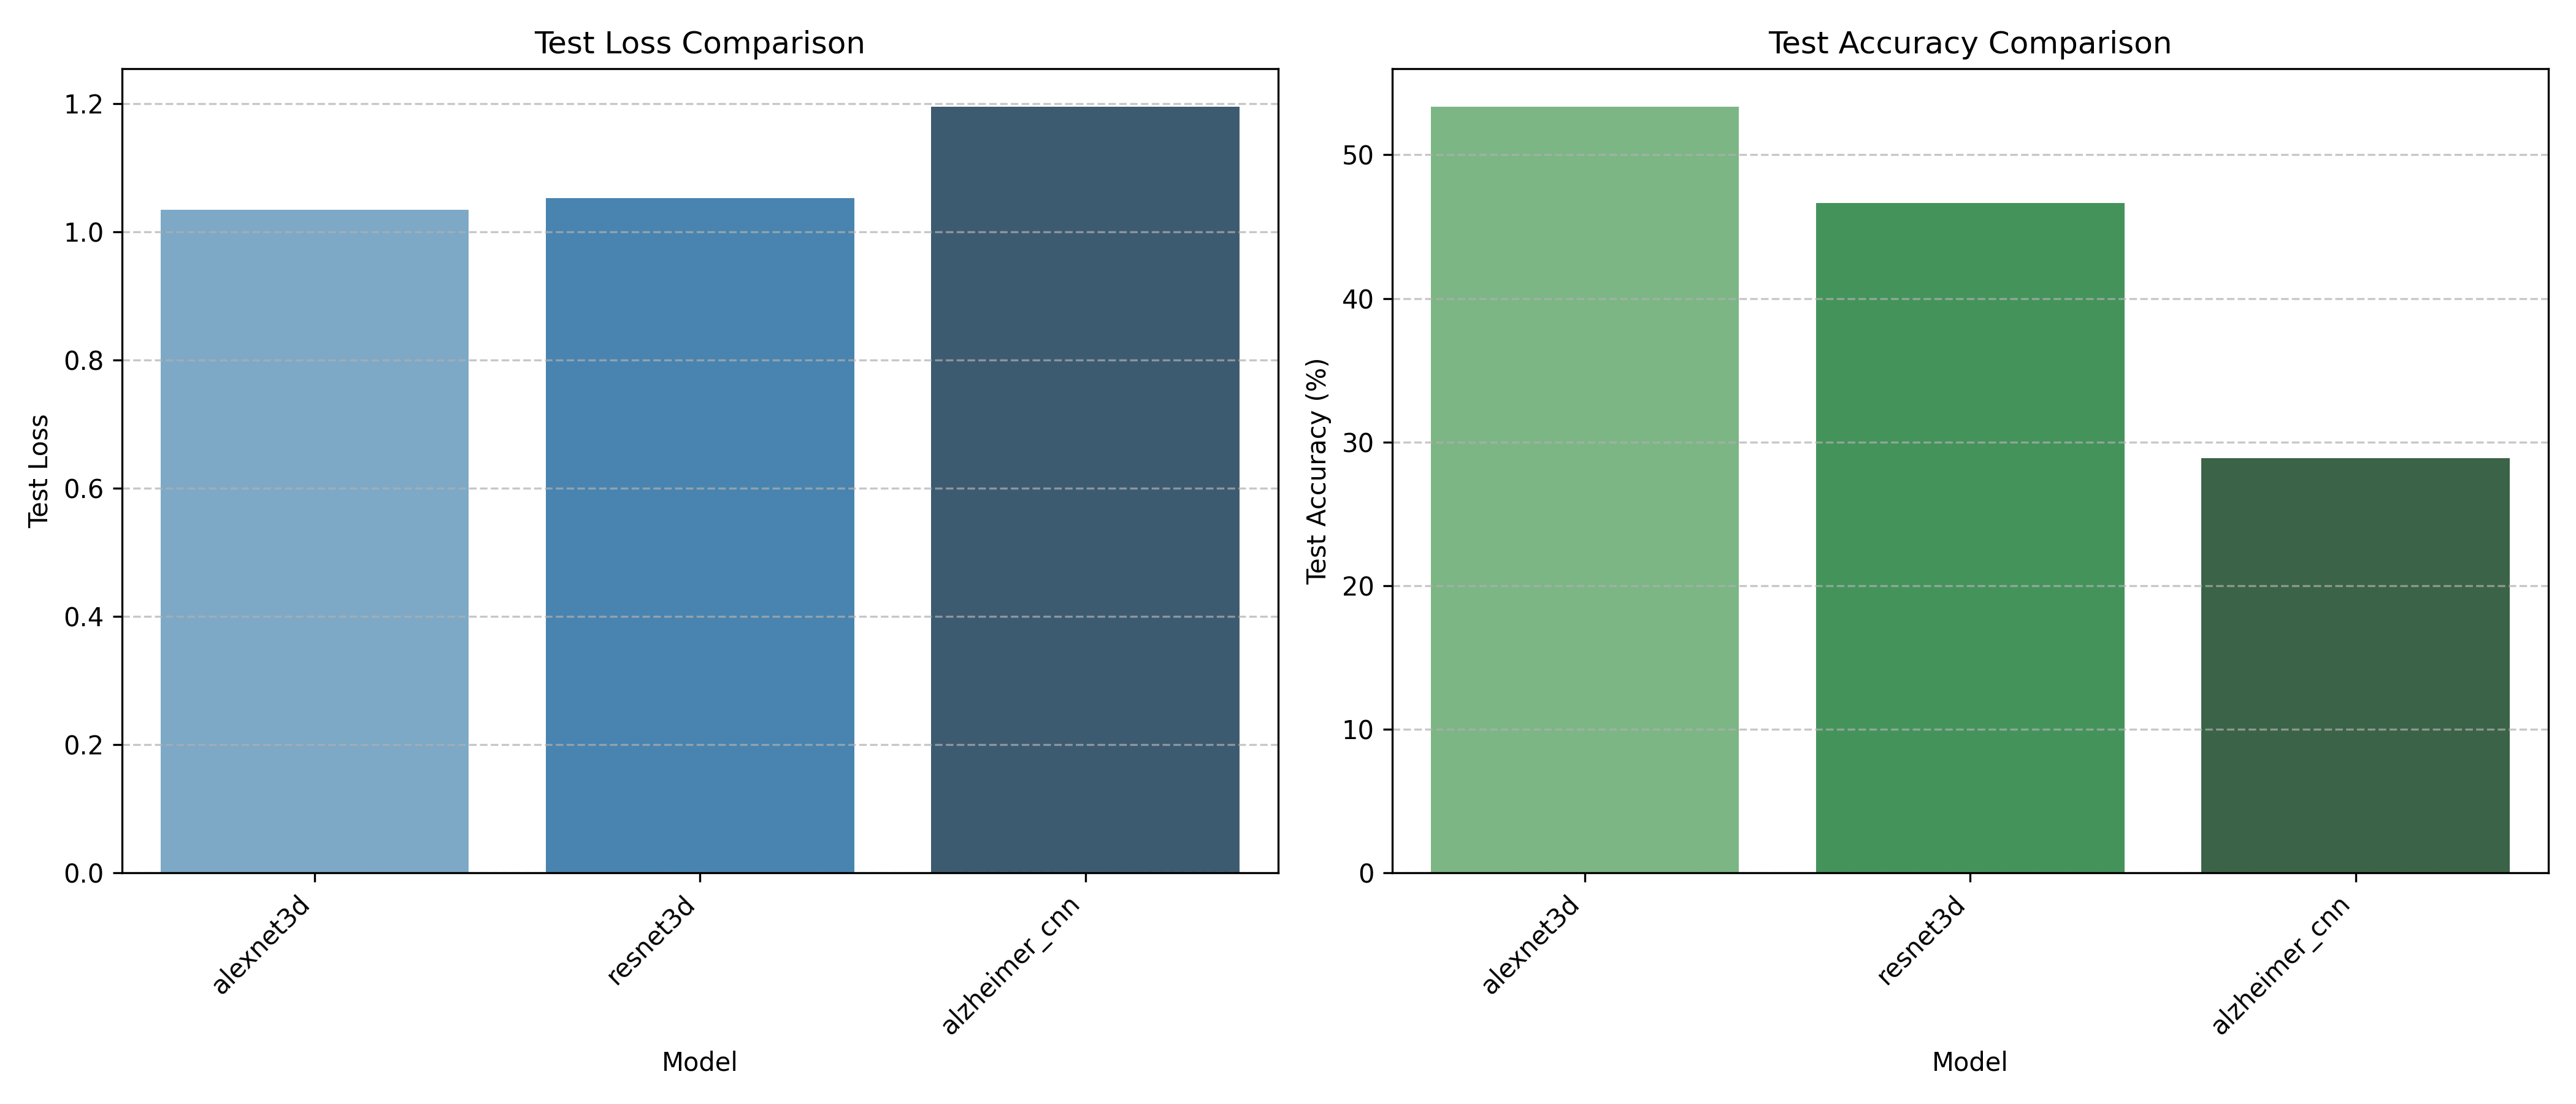 Test Loss Comparison
Test Loss
1.2
1.0
0.8
0.6
0.4
0.2
0.0
alexnet3d
resnet3d
alzheimer_cnn
Model
Test Accuracy Comparison
Test Accuracy (%)
50
40
30
20
10
0
alexnet3d
resnet3d
alzheimer_cnn
Model